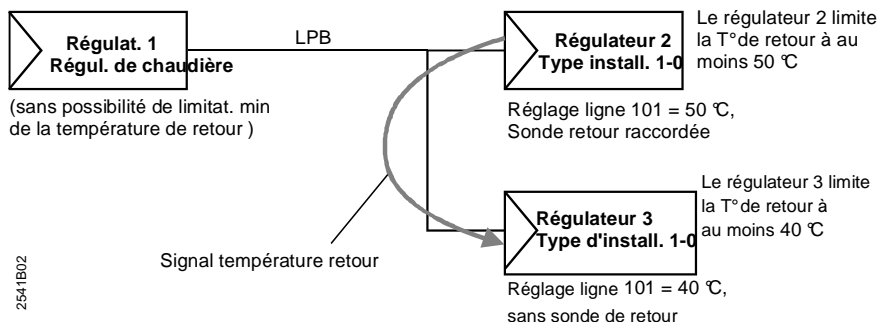 Régulat. 1
Régul. de chaudière
(sans possibilité de limitat. min
de la température de retour )
LPB
Régulateur 2
Type install. 1-0
Le régulateur 2 limite
la T° de retour à au
moins 50 °C
Réglage ligne 101 = 50 °C,
Sonde retour raccordée
Régulateur 3
Type d'install. 1-0
Le régulateur 3 limite
la T° de retour à
au moins 40 °C
Signal température retour
Réglage ligne 101 = 40 °C,
sans sonde de retour
2541B02